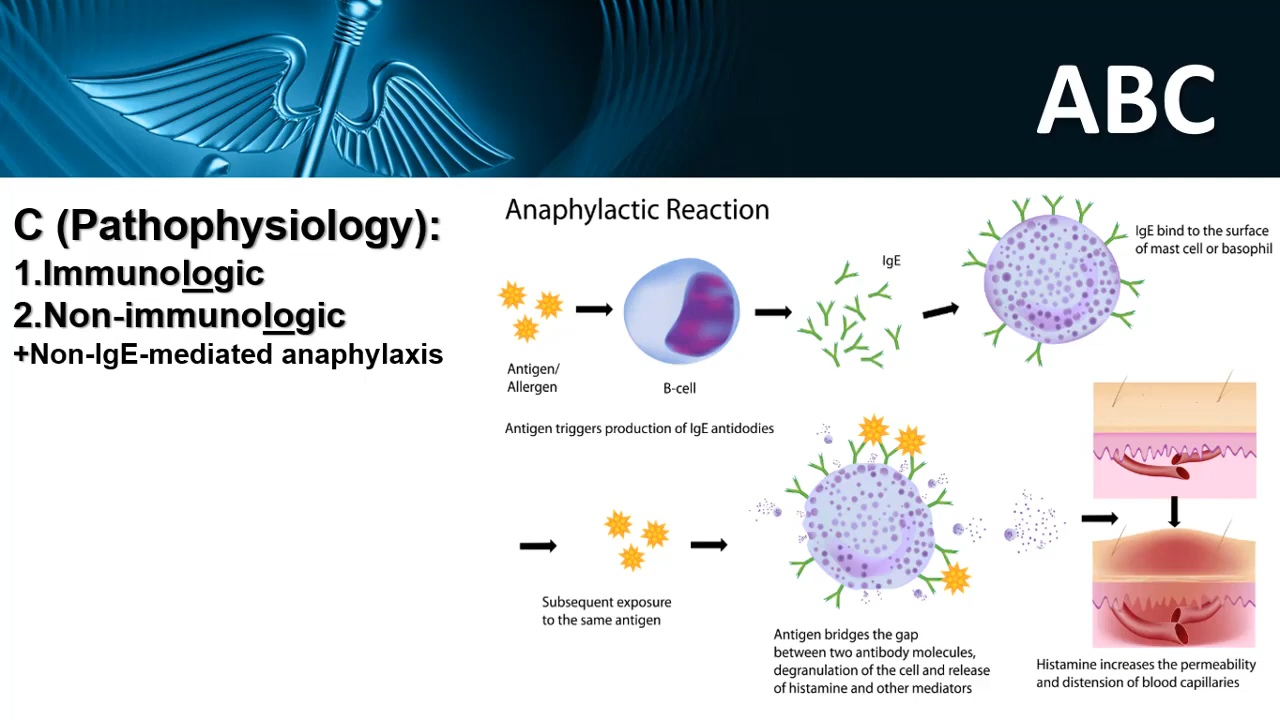 ABC
C (Pathophysiology):
1.Immunologic
2.Non-immunologic
+Non-IgE-mediated anaphylaxis
Anaphylactic Reaction
Antigen/
Allergen
B-cell
IgE
IgE bind to the surface
of mast cell or basophil
Antigen triggers production of IgE antidodies
Subsequent exposure
to the same antigen
Antigen bridges the gap
between two antibody molecules,
degranulation of the cell and release
of histamine and other mediators
Histamine increases the permeability
and distension of blood capillaries